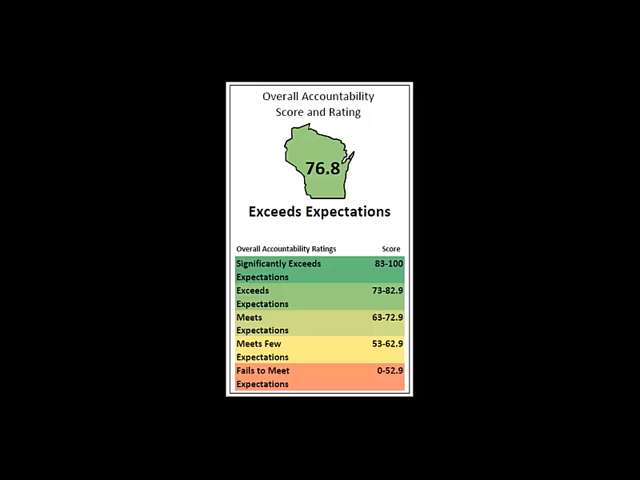 Overall Accountability
Score and Rating
76.8
Exceeds Expectations
Overall Accountability Ratings Score
Significantly Exceeds 83-100
Expectations
Exceeds 73-82.9
Expectations
Meets 63-72.9
Expectations
Meets Few 53-62.9
Expectations
Fails to Meet 0-52.9
Expectations